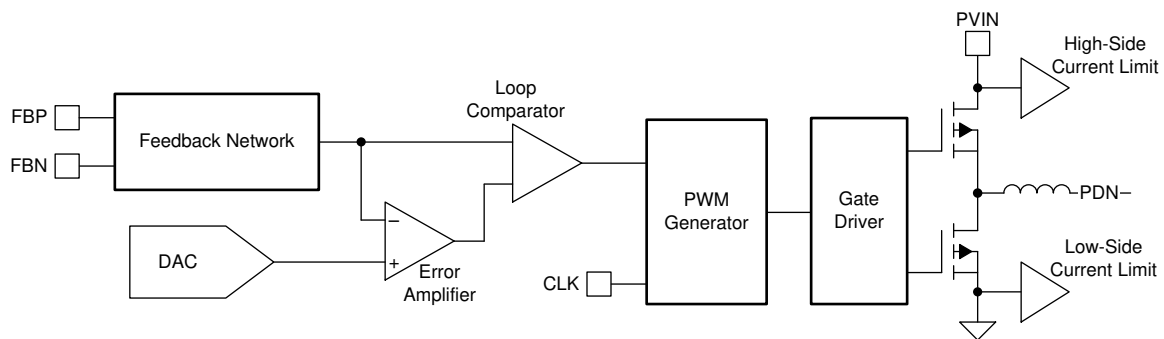 PVIN
High-Side
Current Limit
Loop
Comparator
FBP
FBN
Feedback Network
PWM
Generator
Gate
Driver
PDN
DAC
−
+
Error
Amplifier
CLK
Low-Side
Current Limit